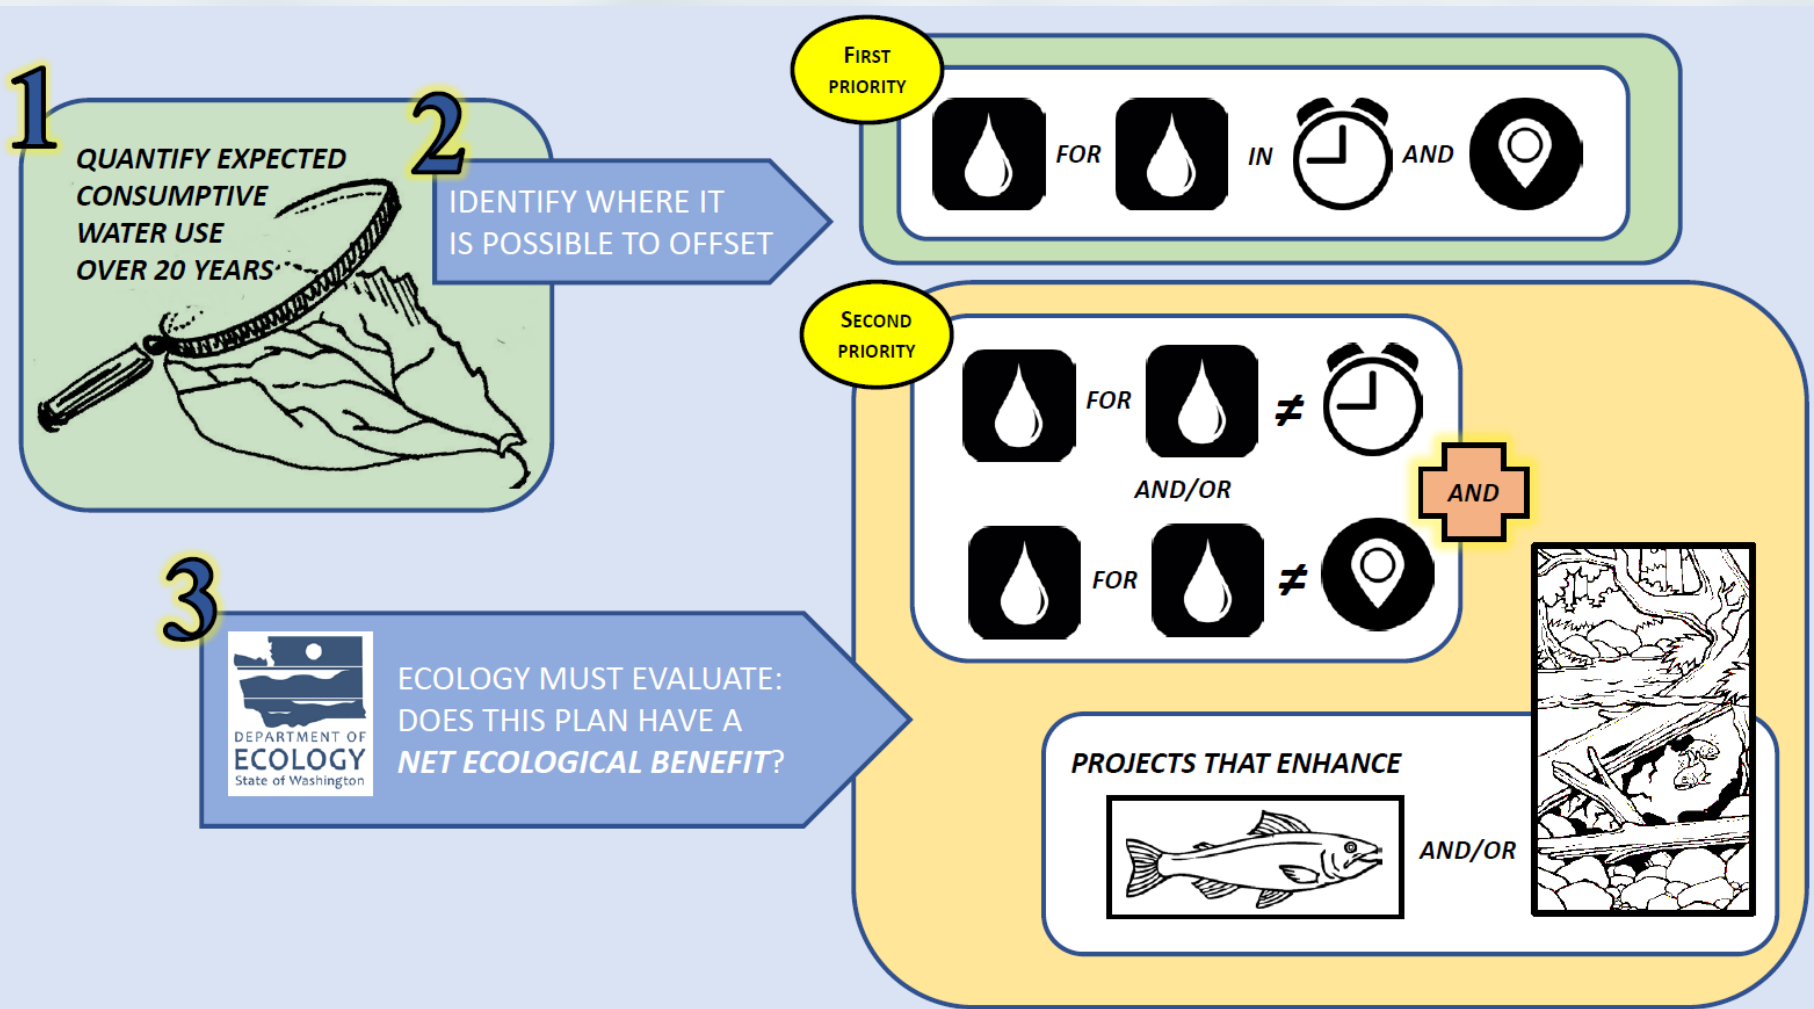 1
QUANTIFY EXPECTED
CONSUMPTIVE
WATER USE
OVER 20 YEARS
2
IDENTIFY WHERE IT
IS POSSIBLE TO OFFSET
FIRST
PRIORITY
FOR
IN
AND
SECOND
PRIORITY
FOR
≠
AND/OR
FOR
≠
AND
PROJECTS THAT ENHANCE
AND/OR
3
DEPARTMENT OF
ECOLOGY
State of Washington
ECOLOGY MUST EVALUATE:
DOES THIS PLAN HAVE A
NET ECOLOGICAL BENEFIT?